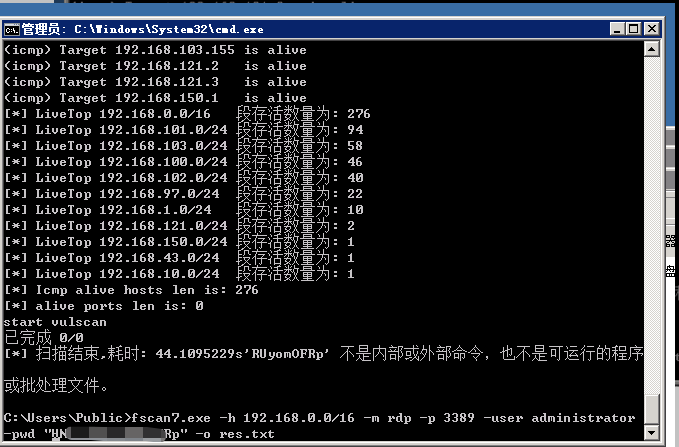 管理员: C:\Windows\System32\cmd.exe
(icmp) Target 192.168.103.155 is alive
(icmp) Target 192.168.121.2   is alive
(icmp) Target 192.168.121.3   is alive
(icmp) Target 192.168.150.1   is alive
[*] LiveTop 192.168.0.0/16   段存活数量为: 276
[*] LiveTop 192.168.101.0/24 段存活数量为: 94
[*] LiveTop 192.168.103.0/24 段存活数量为: 58
[*] LiveTop 192.168.100.0/24 段存活数量为: 46
[*] LiveTop 192.168.102.0/24 段存活数量为: 40
[*] LiveTop 192.168.97.0/24  段存活数量为: 22
[*] LiveTop 192.168.1.0/24   段存活数量为: 10
[*] LiveTop 192.168.121.0/24 段存活数量为: 2
[*] LiveTop 192.168.150.0/24 段存活数量为: 1
[*] LiveTop 192.168.43.0/24  段存活数量为: 1
[*] LiveTop 192.168.10.0/24  段存活数量为: 1
[*] Icmp alive hosts len is: 276
[*] alive ports len is: 0
start vulscan
已完成 0/0
[*] 扫描结束,耗时: 44.1095229s'RUyomOFRp' 不是内部或外部命令，也不是可运行的程序
或批处理文件。
C:\Users\Public>fscan7.exe -h 192.168.0.0/16 -m rdp -p 3389 -user administrator
-pwd "HN Rp" -o res.txt